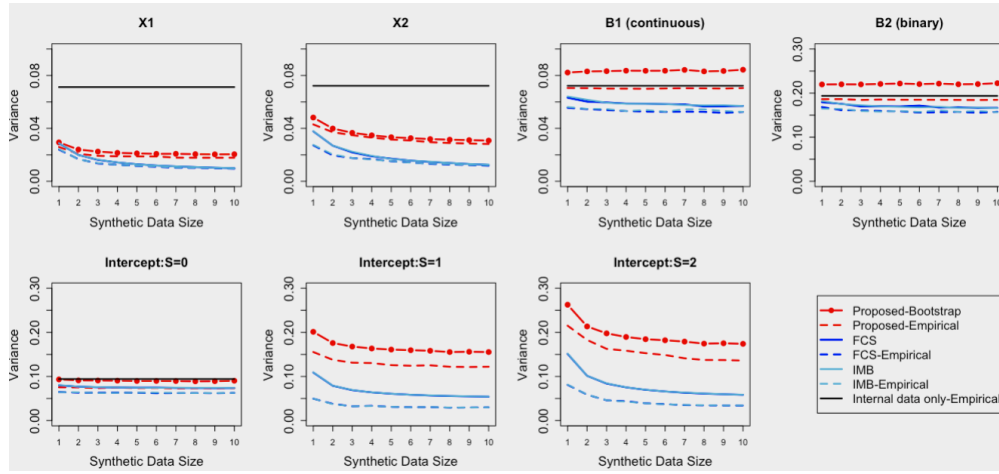 X1
X2
B1 (continuous)
B2 (binary)
Variance
0.00 0.04 0.08
1 2 3 4 5 6 7 8 9 10
Synthetic Data Size
Variance
0.00 0.04 0.08
1 2 3 4 5 6 7 8 9 10
Synthetic Data Size
Variance
0.00 0.04 0.08
1 2 3 4 5 6 7 8 9 10
Synthetic Data Size
Variance
0.00 0.10 0.20 0.30
1 2 3 4 5 6 7 8 9 10
Synthetic Data Size
Intercept:S=0
Intercept:S=1
Intercept:S=2
Variance
0.00 0.10 0.20 0.30
1 2 3 4 5 6 7 8 9 10
Synthetic Data Size
Variance
0.00 0.10 0.20 0.30
1 2 3 4 5 6 7 8 9 10
Synthetic Data Size
Variance
0.00 0.10 0.20 0.30
1 2 3 4 5 6 7 8 9 10
Synthetic Data Size
Proposed-Bootstrap
Proposed-Empirical
FCS
FCS-Empirical
IMB
IMB-Empirical
Internal data only-Empirical